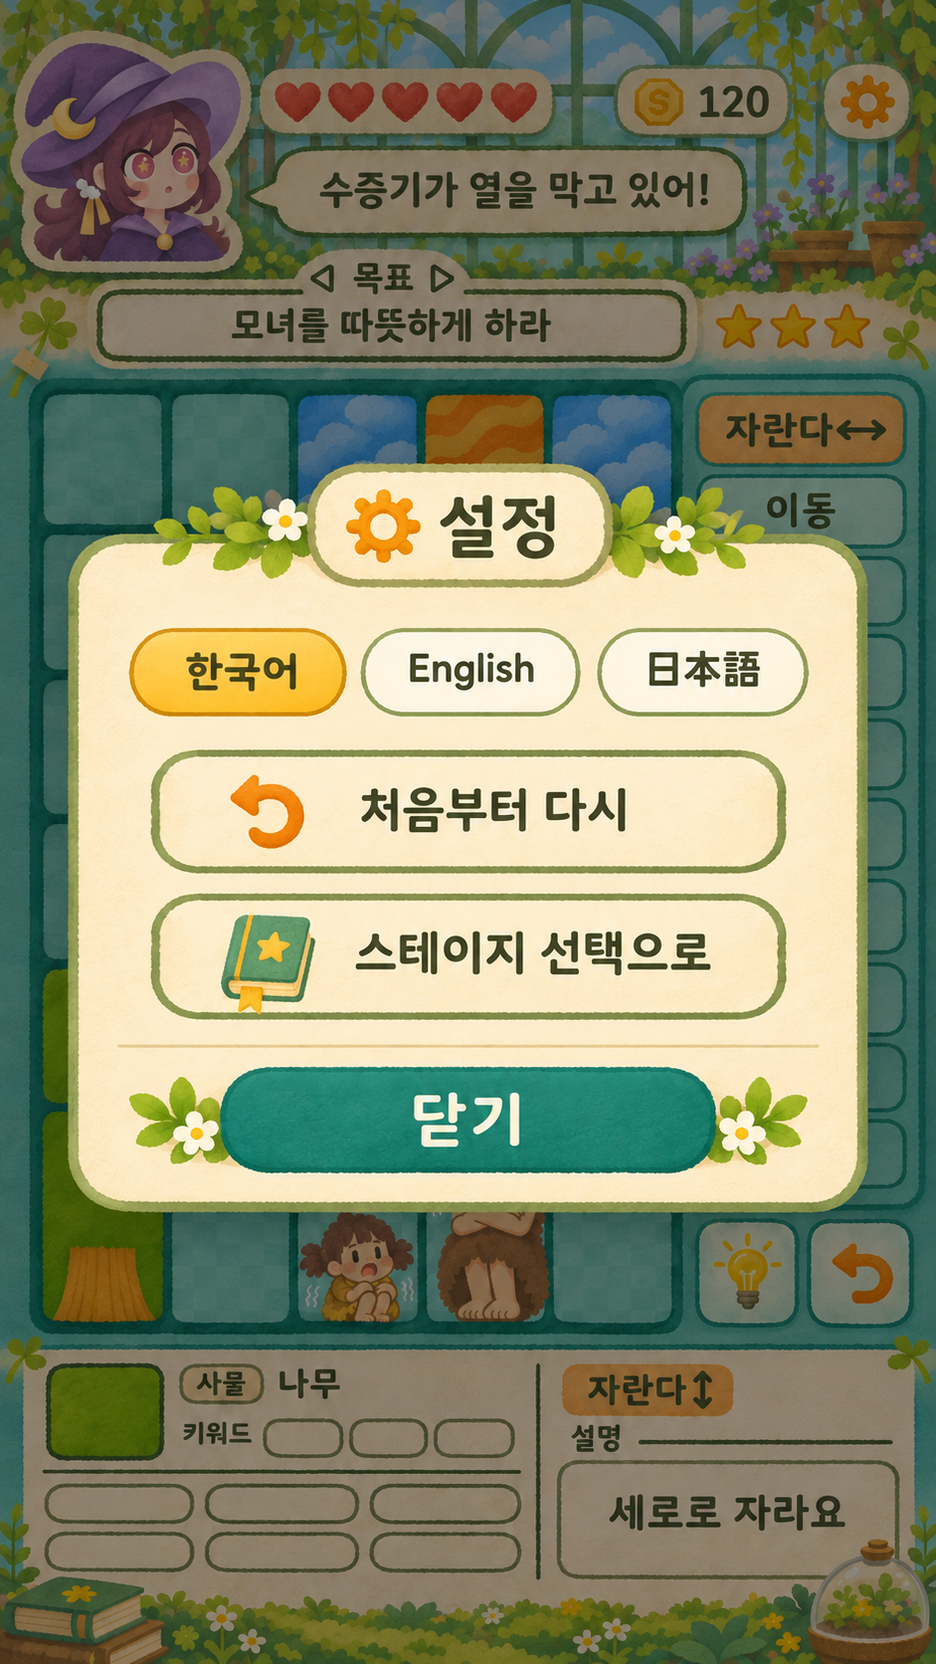 120
수증기가 열을 막고 있어!
목표
모녀를 따뜻하게 하라
자란다↔
이동
설정
한국어 English 日本語
처음부터 다시
스테이지 선택으로
닫기
사물 나무
키워드
자란다↕
설명
세로로 자라요